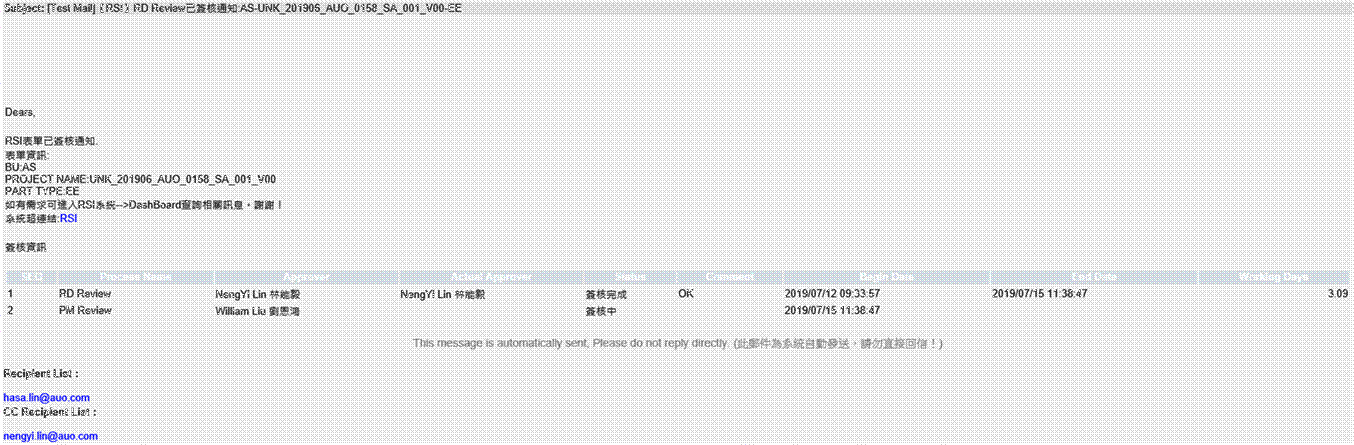 Subject: [Test Mail] (RSI) RD Review已簽核通知:AS-UNK_201906_AUO_0158_SA_001_V00-EE
Dears,
RSI表單已簽核通知.
表單資訊:
BU:AS
PROJECT NAME:UNK_201906_AUO_0158_SA_001_V00
PART TYPE:EE
如有需求可進入RSI系統-->DashBoard查詢相關訊息，謝謝！
系統超連結:RSI
簽核資訊
SEQ Process Name Approver Actual Approver Status Comment Begin Date End Date Working Days
1 RD Review NengYi Lin 林能毅 NengYi Lin 林能毅 簽核完成 OK 2019/07/12 09:33:57 2019/07/15 11:38:47 3.09
2 PM Review William Liu 劉恩鴻 簽核中 2019/07/15 11:38:47
This message is automatically sent, Please do not reply directly. (此郵件為系統自動發送，請勿直接回信！)
Recipient List :
hasa.lin@auo.com
CC Recipient List :
nengyi.lin@auo.com